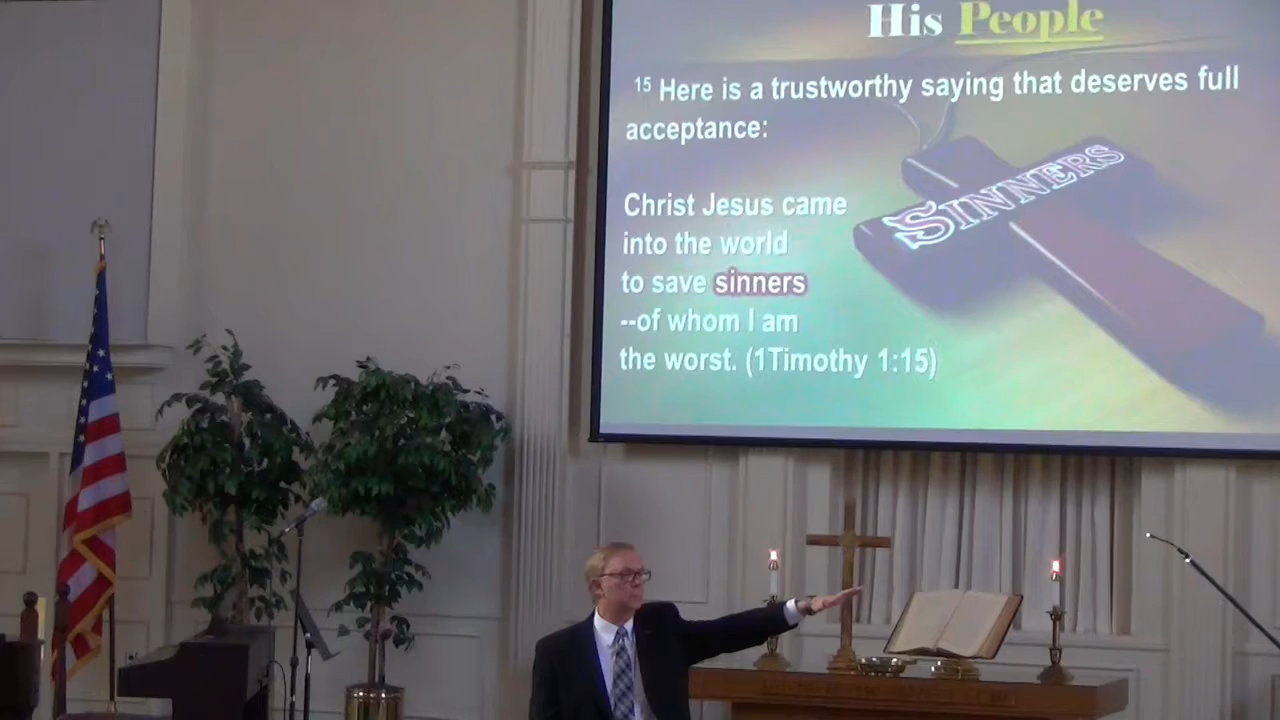 His People
15 Here is a trustworthy saying that deserves full
acceptance:
SINNERS
Christ Jesus came
into the world
to save sinners
--of whom I am
the worst. (1Timothy 1:15)